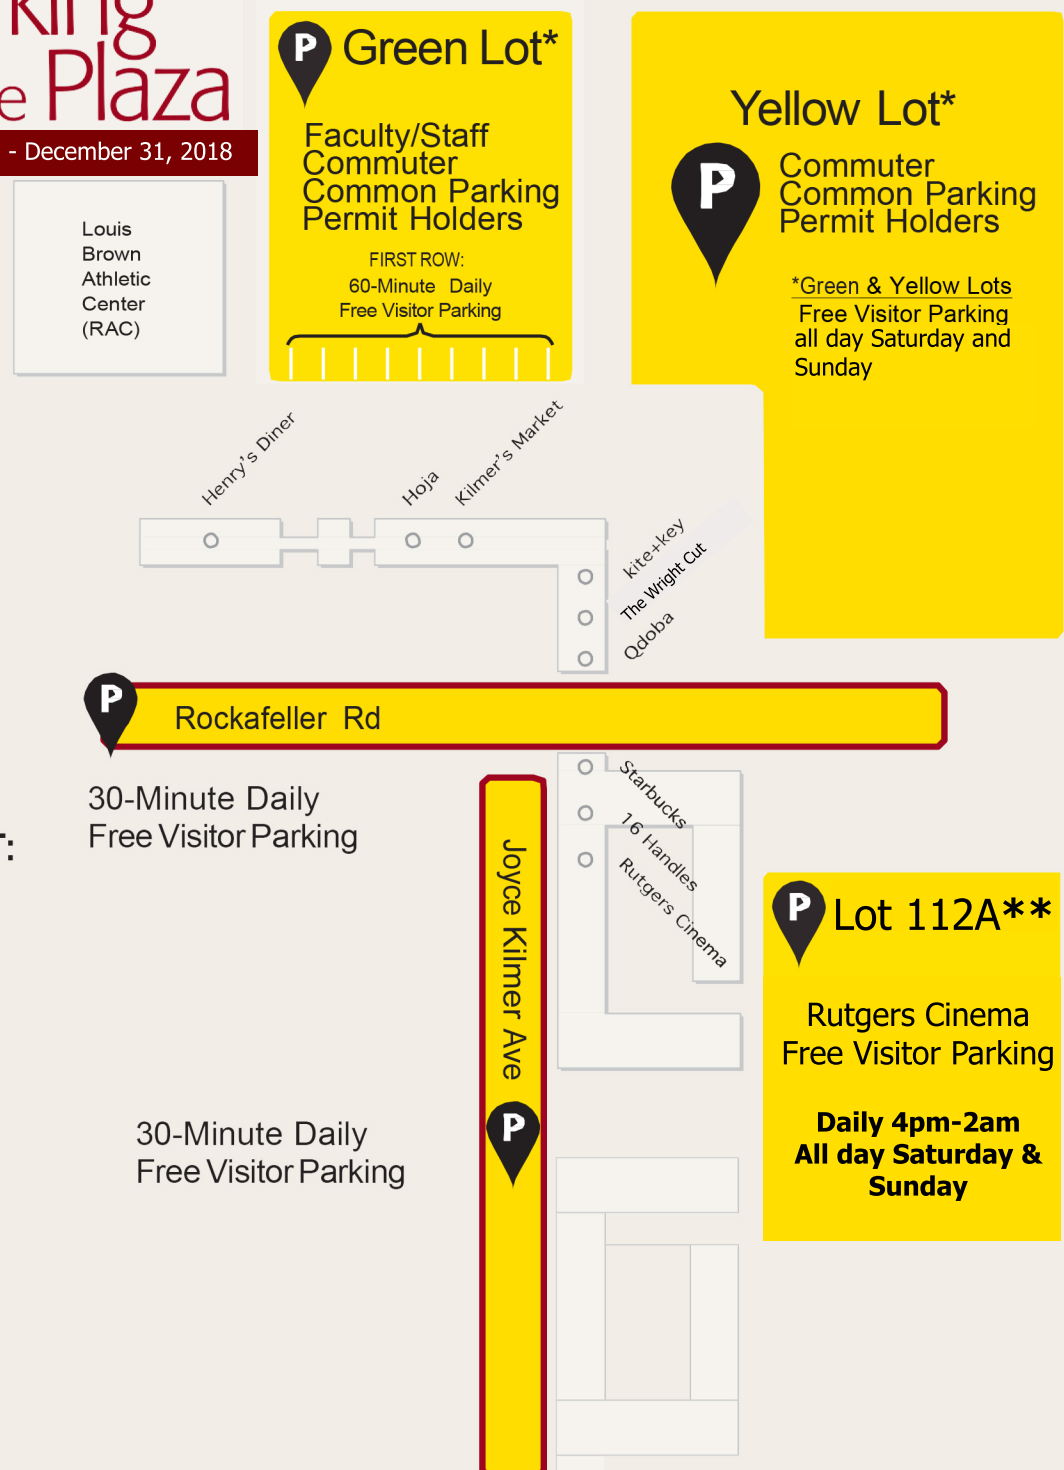 king
e Plaza
- December 31, 2018
Louis
Brown
Athletic
Center
(RAC)
P
Green Lot*
Faculty/Staff
Commuter
Common Parking
Permit Holders
FIRST ROW:
60-Minute Daily
Free Visitor Parking
Yellow Lot*
P
Commuter
Common Parking
Permit Holders
*Green & Yellow Lots
Free Visitor Parking
all day Saturday and
Sunday
Henry's Diner
Hoja
Kilmer's Market
kite+key
The Wright Cut
Qdoba
P
Rockafeller Rd
30-Minute Daily
Free Visitor Parking
:
Starbucks
16 Handles
Rutgers Cinema
Joyce Kilmer Ave
P
30-Minute Daily
Free Visitor Parking
P
Lot 112A**
Rutgers Cinema
Free Visitor Parking
Daily 4pm-2am
All day Saturday &
Sunday